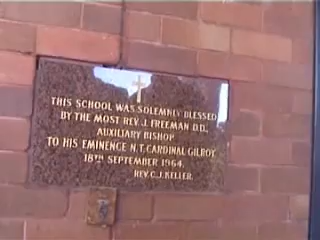 THIS SCHOOL WAS SOLEMNLY BLESSED
BY THE MOST REV. J. FREEMAN D.D.,
AUXILIARY BISHOP
TO HIS EMINENCE N.T. CARDINAL GILROY
18TH SEPTEMBER 1964.
REV. C.J. KELLER.